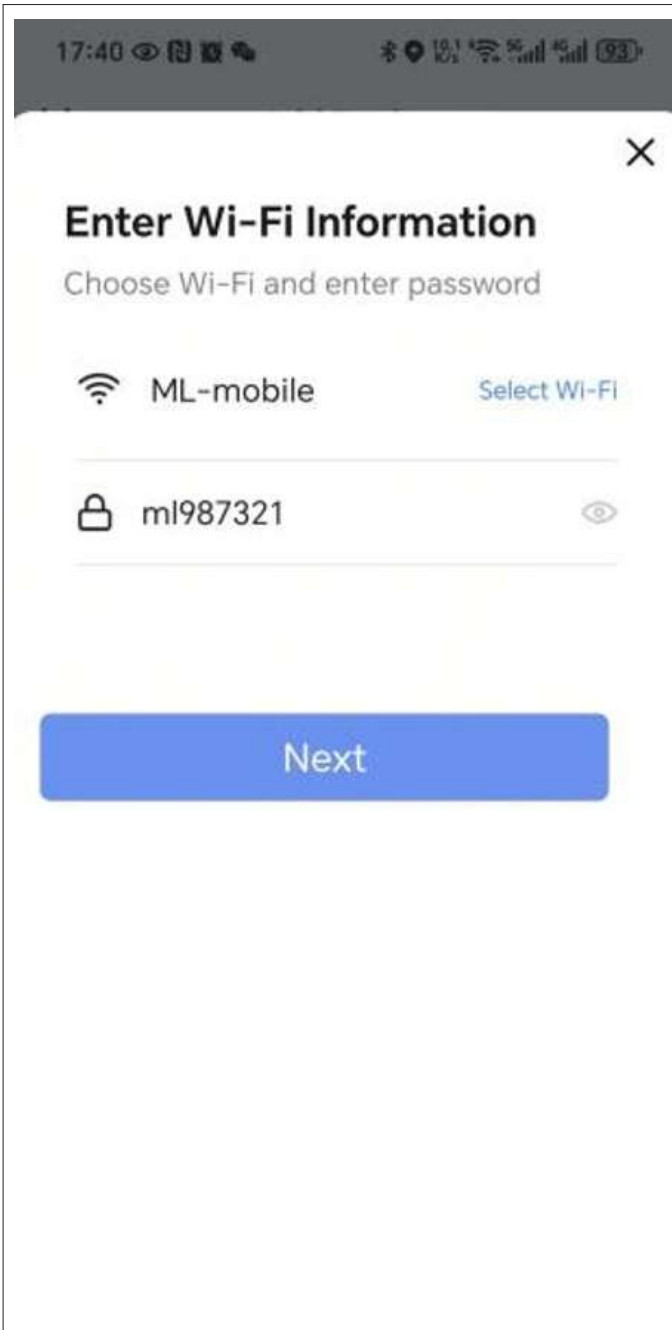 17:40
93
Enter Wi-Fi Information
Choose Wi-Fi and enter password
ML-mobile
Select Wi-Fi
ml987321
Next